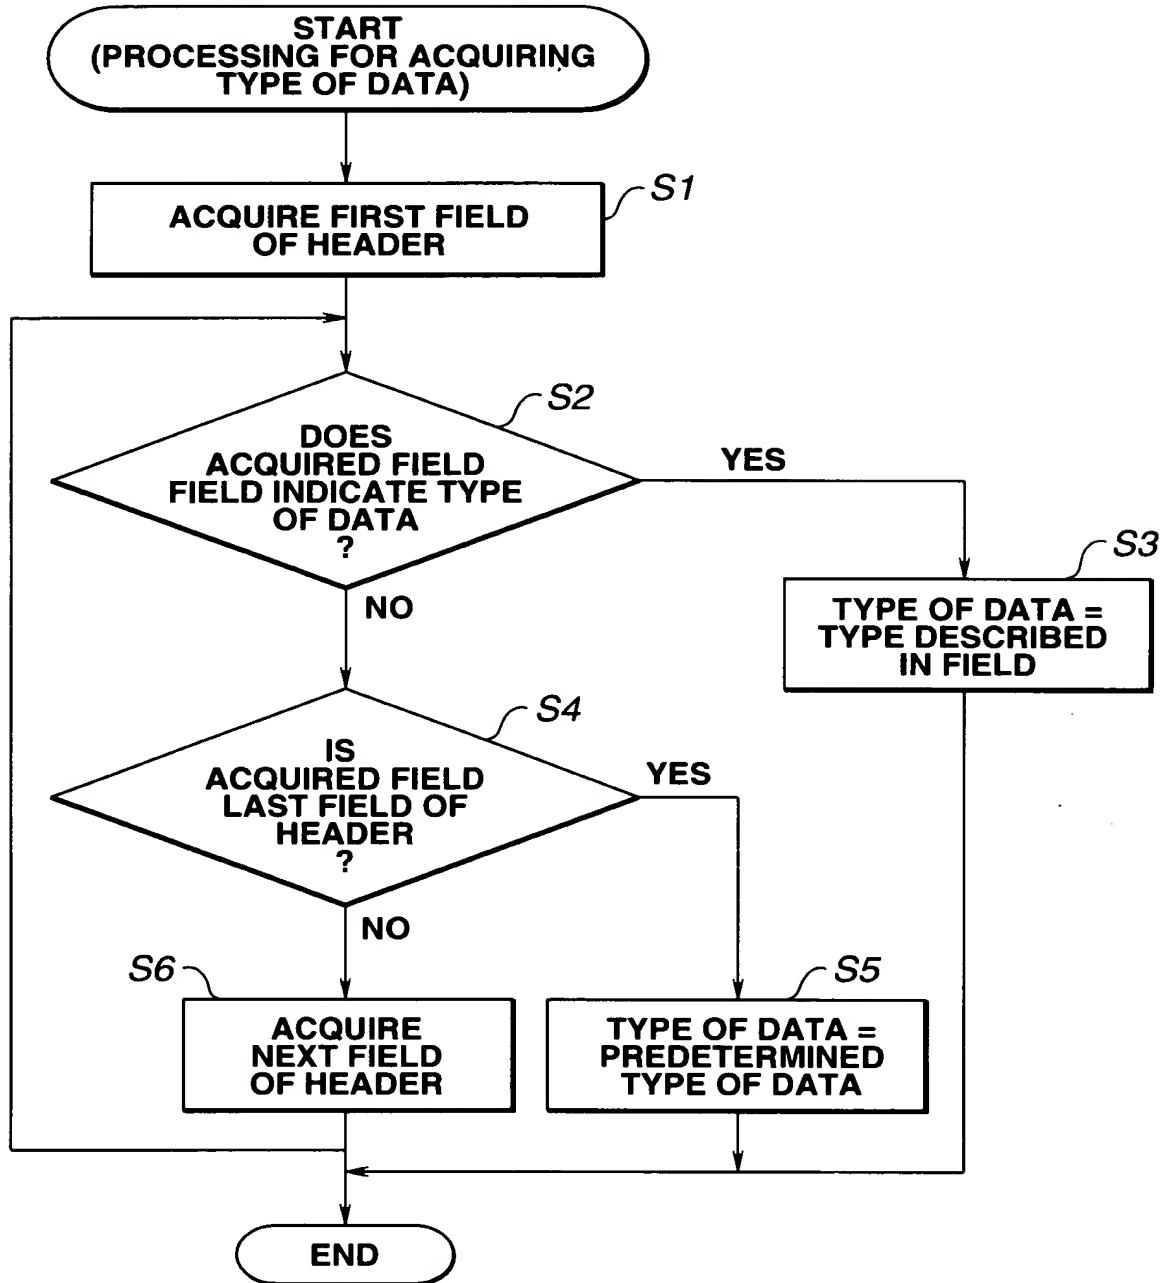 START
(PROCESSING FOR ACQUIRING
TYPE OF DATA)
S1
ACQUIRE FIRST FIELD
OF HEADER
S2
DOES
ACQUIRED FIELD
FIELD INDICATE TYPE
OF DATA
?
YES
NO
S3
TYPE OF DATA =
TYPE DESCRIBED
IN FIELD
S4
IS
ACQUIRED FIELD
LAST FIELD OF
HEADER
?
YES
NO
S6
ACQUIRE
NEXT FIELD
OF HEADER
S5
TYPE OF DATA =
PREDETERMINED
TYPE OF DATA
END